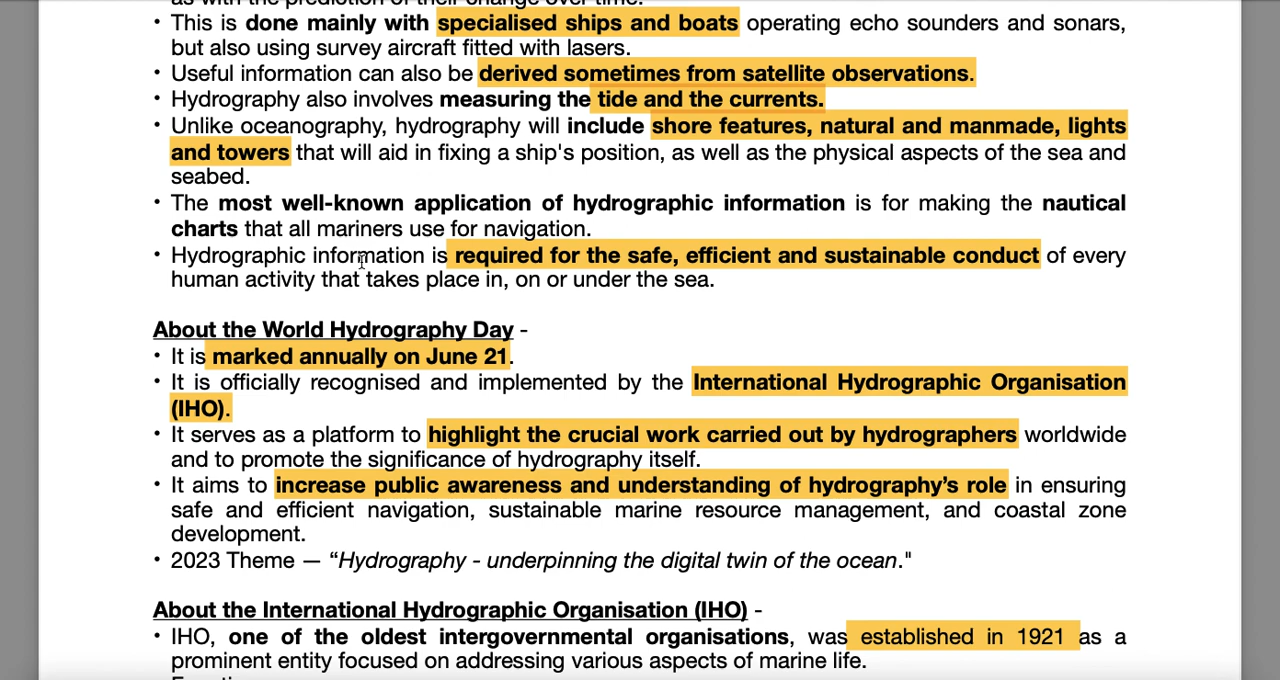 as with the prediction of their change over time.
• This is done mainly with specialised ships and boats operating echo sounders and sonars,
but also using survey aircraft fitted with lasers.
• Useful information can also be derived sometimes from satellite observations.
• Hydrography also involves measuring the tide and the currents.
• Unlike oceanography, hydrography will include shore features, natural and manmade, lights
and towers that will aid in fixing a ship's position, as well as the physical aspects of the sea and
seabed.
• The most well-known application of hydrographic information is for making the nautical
charts that all mariners use for navigation.
• Hydrographic information is required for the safe, efficient and sustainable conduct of every
human activity that takes place in, on or under the sea.
About the World Hydrography Day -
• It is marked annually on June 21.
• It is officially recognised and implemented by the International Hydrographic Organisation
(IHO).
• It serves as a platform to highlight the crucial work carried out by hydrographers worldwide
and to promote the significance of hydrography itself.
• It aims to increase public awareness and understanding of hydrography’s role in ensuring
safe and efficient navigation, sustainable marine resource management, and coastal zone
development.
• 2023 Theme — “Hydrography - underpinning the digital twin of the ocean."
About the International Hydrographic Organisation (IHO) -
• IHO, one of the oldest intergovernmental organisations, was established in 1921 as a
prominent entity focused on addressing various aspects of marine life.